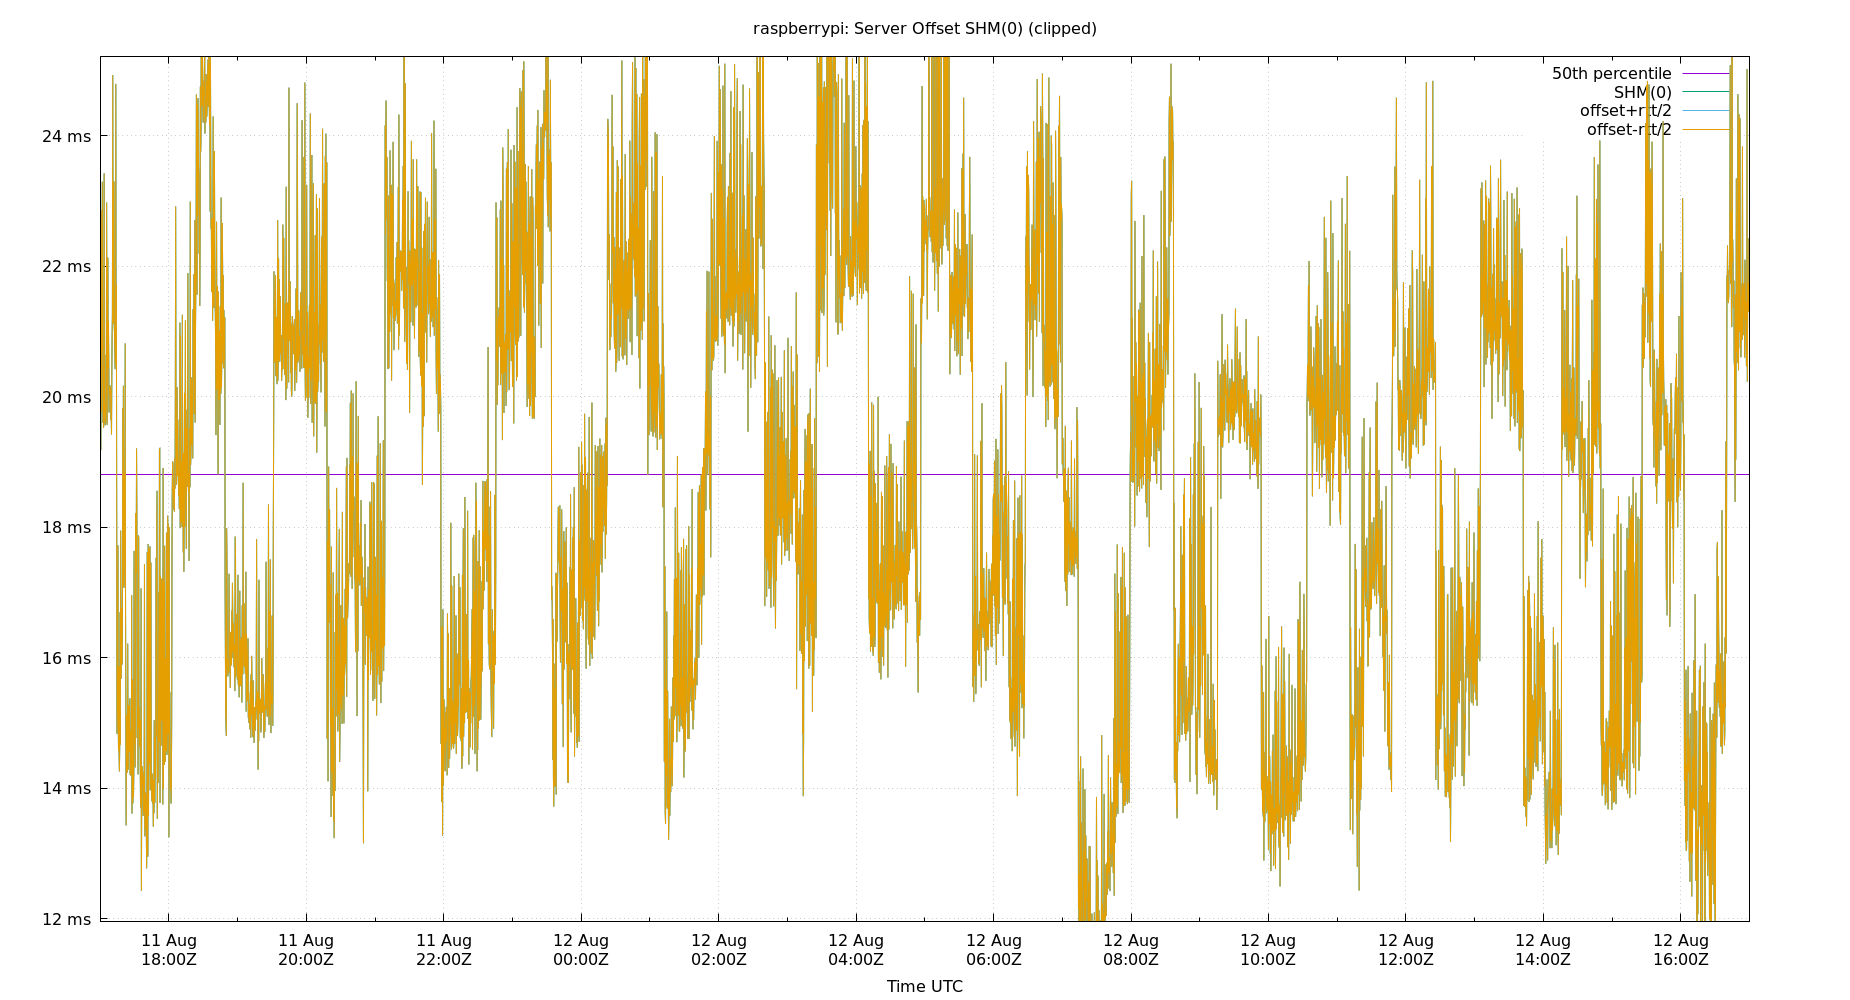 raspberrypi: Server Offset SHM(0) (clipped)
50th percentile
SHM(0)
offset+rtt/2
offset-rtt/2
24 ms
22 ms
20 ms
18 ms
16 ms
14 ms
12 ms
11 Aug 11 Aug 11 Aug 12 Aug 12 Aug 12 Aug 12 Aug 12 Aug 12 Aug 12 Aug 12 Aug 12 Aug
18:00Z 20:00Z 22:00Z 00:00Z 02:00Z 04:00Z 06:00Z 08:00Z 10:00Z 12:00Z 14:00Z 16:00Z
Time UTC